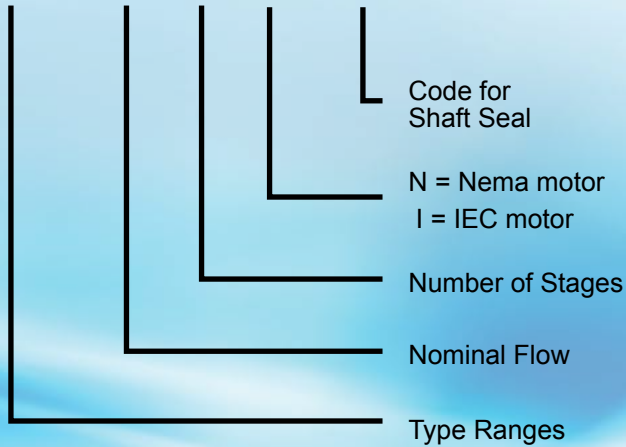 Code for
Shaft Seal
N = Nema motor
I = IEC motor
Number of Stages
Nominal Flow
Type Ranges